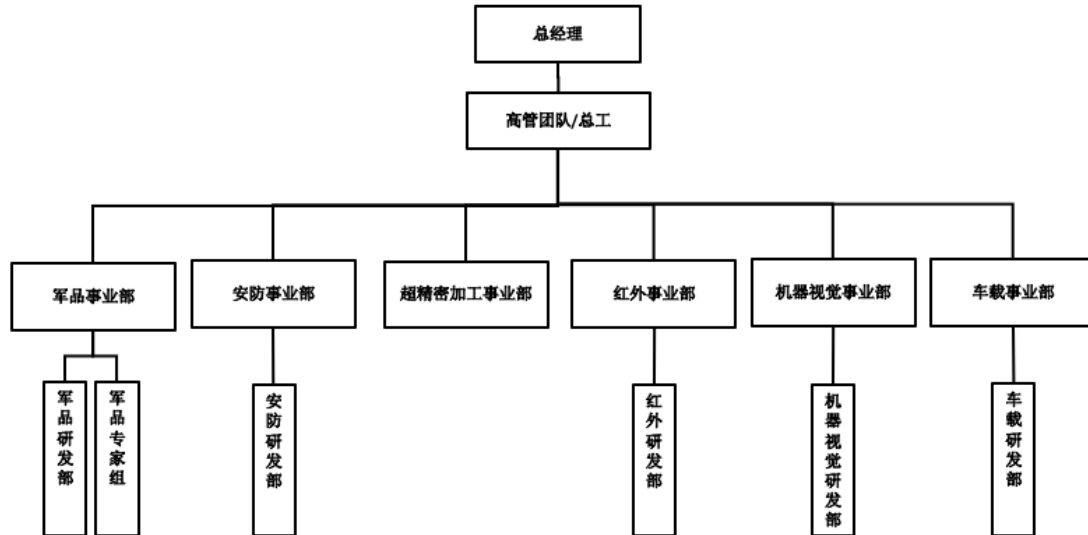 总经理
高管团队/总工
军品事业部
安防事业部
超精密加工事业部
红外事业部
机器视觉事业部
车载事业部
军品研发部
军品专家组
安防研发部
红外研发部
机器视觉研发部
车载研发部